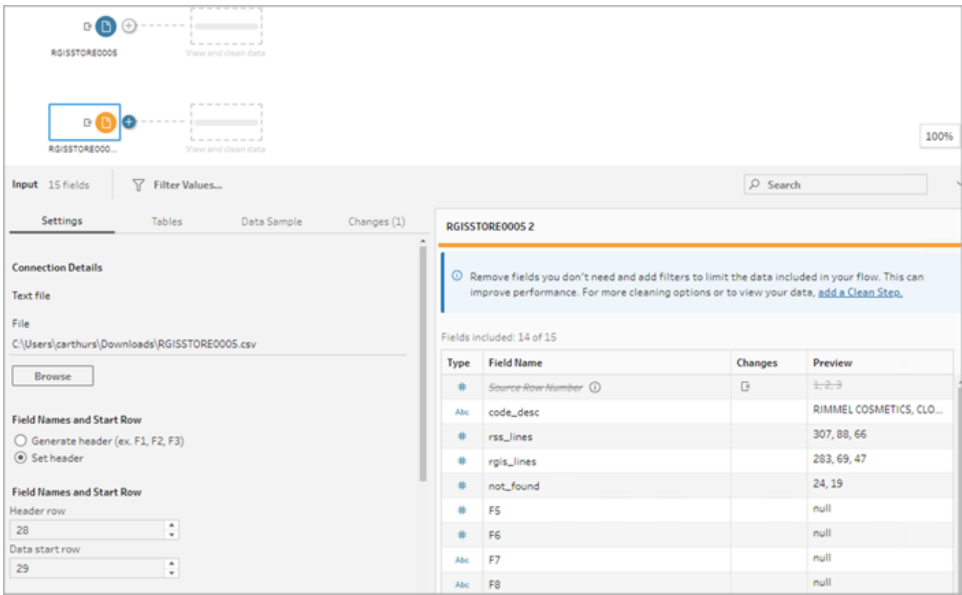 RGISSTORE0005
View and clean data
RGISSTORE000...
View and clean data
100%
Input 15 fields
Filter Values...
Search
Settings
Tables
Data Sample
Changes (1)
Connection Details
Text file
File
C:\Users\carthurs\Downloads\RGISSTORE0005.csv
Browse
Field Names and Start Row
Generate header (ex. F1, F2, F3)
Set header
Field Names and Start Row
Header row
28
Data start row
29
RGISSTORE0005 2
Remove fields you don't need and add filters to limit the data included in your flow. This can
improve performance. For more cleaning options or to view your data, add a Clean Step.
Fields included: 14 of 15
Type Field Name Changes Preview
# Source Row Number 1, 2, 3
Abc code_desc RIMMEL COSMETICS, CLO...
# rss_lines 307, 88, 66
# rgis_lines 283, 69, 47
# not_found 24, 19
# F5 null
# F6 null
Abc F7 null
Abc F8 null